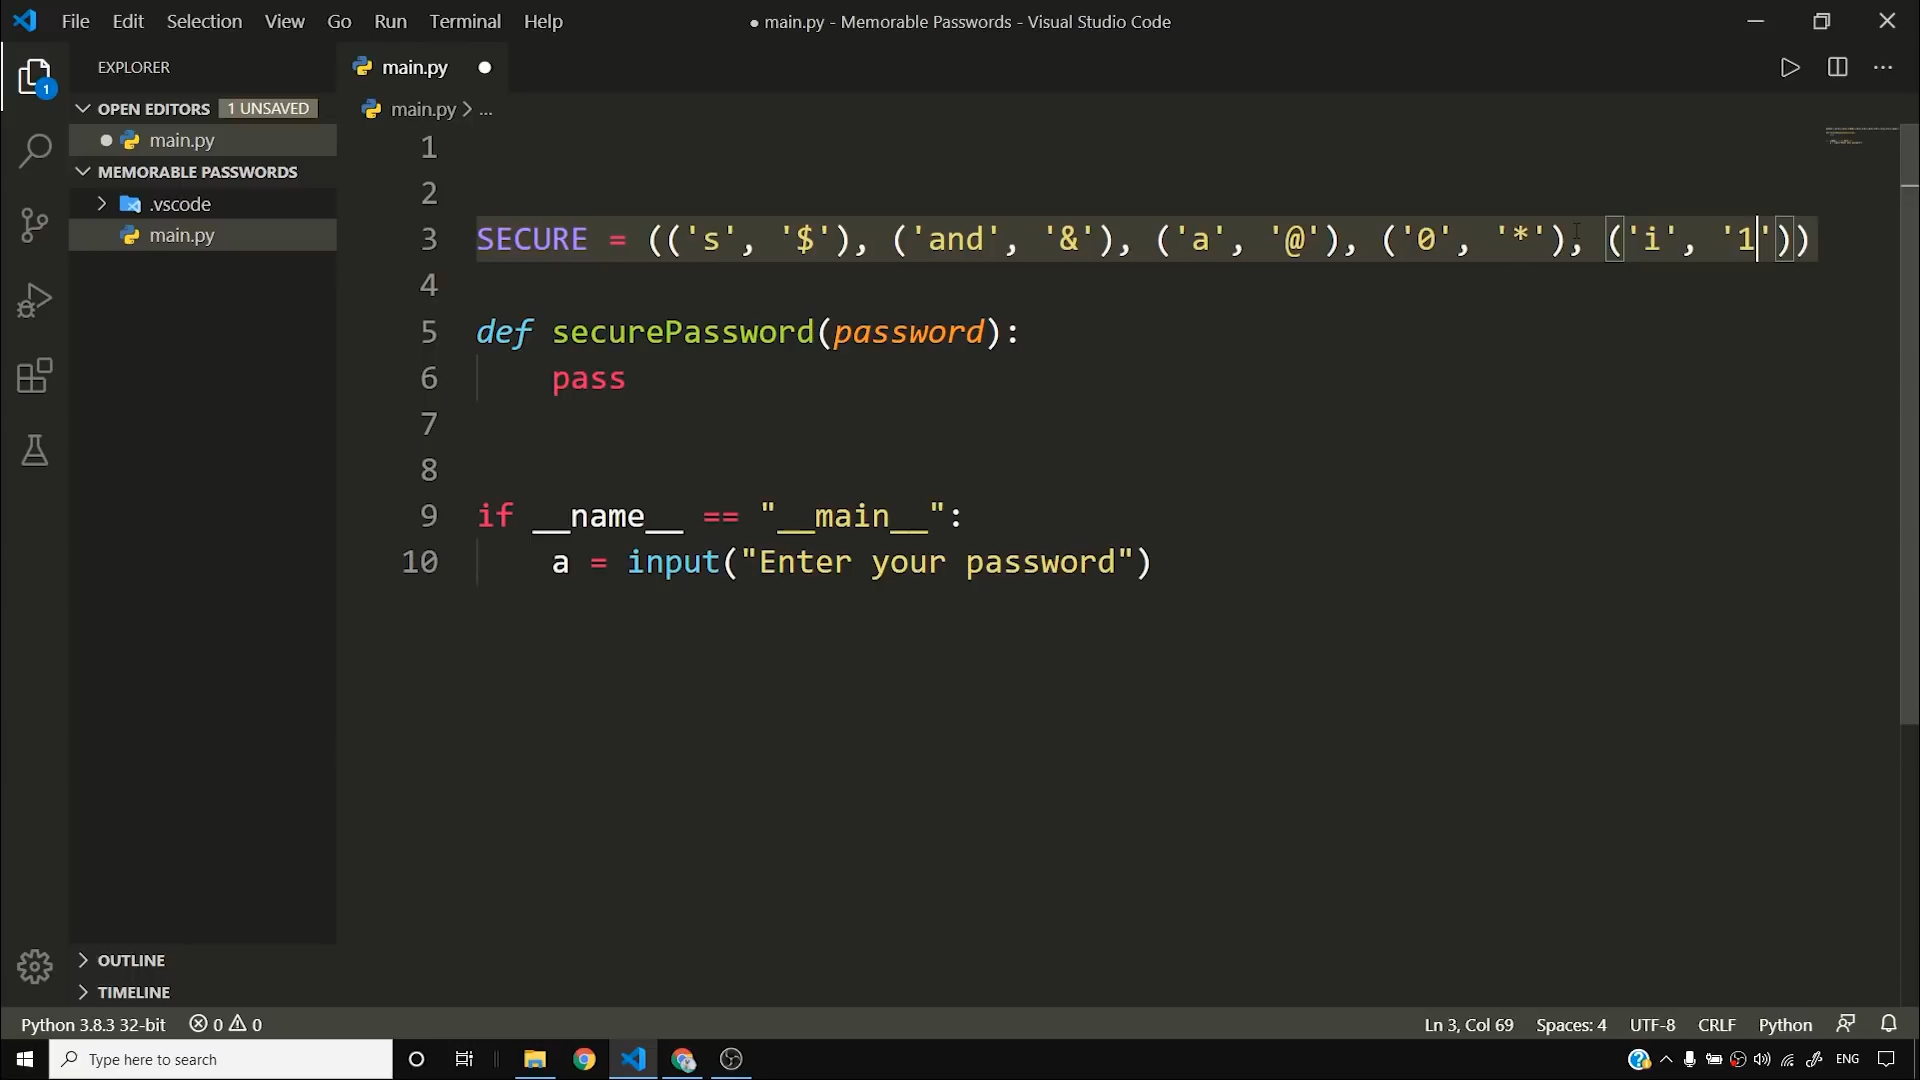 File Edit Selection View Go Run Terminal Help
● main.py - Memorable Passwords - Visual Studio Code
EXPLORER
main.py
OPEN EDITORS 1 UNSAVED
1
main.py > ...
main.py
MEMORABLE PASSWORDS
.vscode
main.py
1
2
3 SECURE = (('s', '$'), ('and', '&'), ('a', '@'), ('0', '*'), ('i', '1'))
4
5 def securePassword(password):
6 pass
7
8
9 if __name__ == "__main__":
10 a = input("Enter your password")
OUTLINE
TIMELINE
Python 3.8.3 32-bit 0 0 Ln 3, Col 69 Spaces: 4 UTF-8 CRLF Python
Type here to search ENG